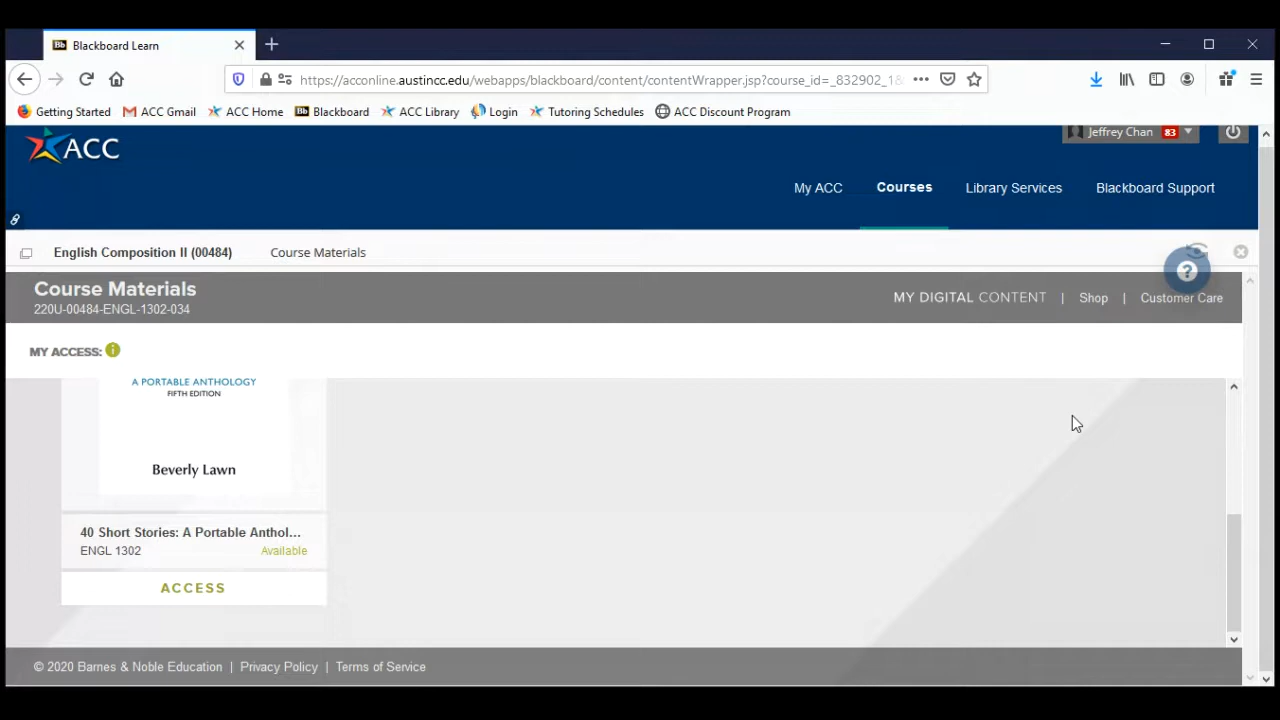 Blackboard Learn
https://acconline.austincc.edu/webapps/blackboard/content/contentWrapper.jsp?course_id=_832902_1&
Getting Started ACC Gmail ACC Home Blackboard ACC Library Login Tutoring Schedules ACC Discount Program
ACC
Jeffrey Chan 83
My ACC Courses Library Services Blackboard Support
English Composition II (00484) Course Materials
?
Course Materials
220U-00484-ENGL-1302-034
MY DIGITAL CONTENT | Shop | Customer Care
MY ACCESS: i
A PORTABLE ANTHOLOGY
FIFTH EDITION
Beverly Lawn
40 Short Stories: A Portable Anthol...
ENGL 1302 Available
ACCESS
© 2020 Barnes & Noble Education | Privacy Policy | Terms of Service